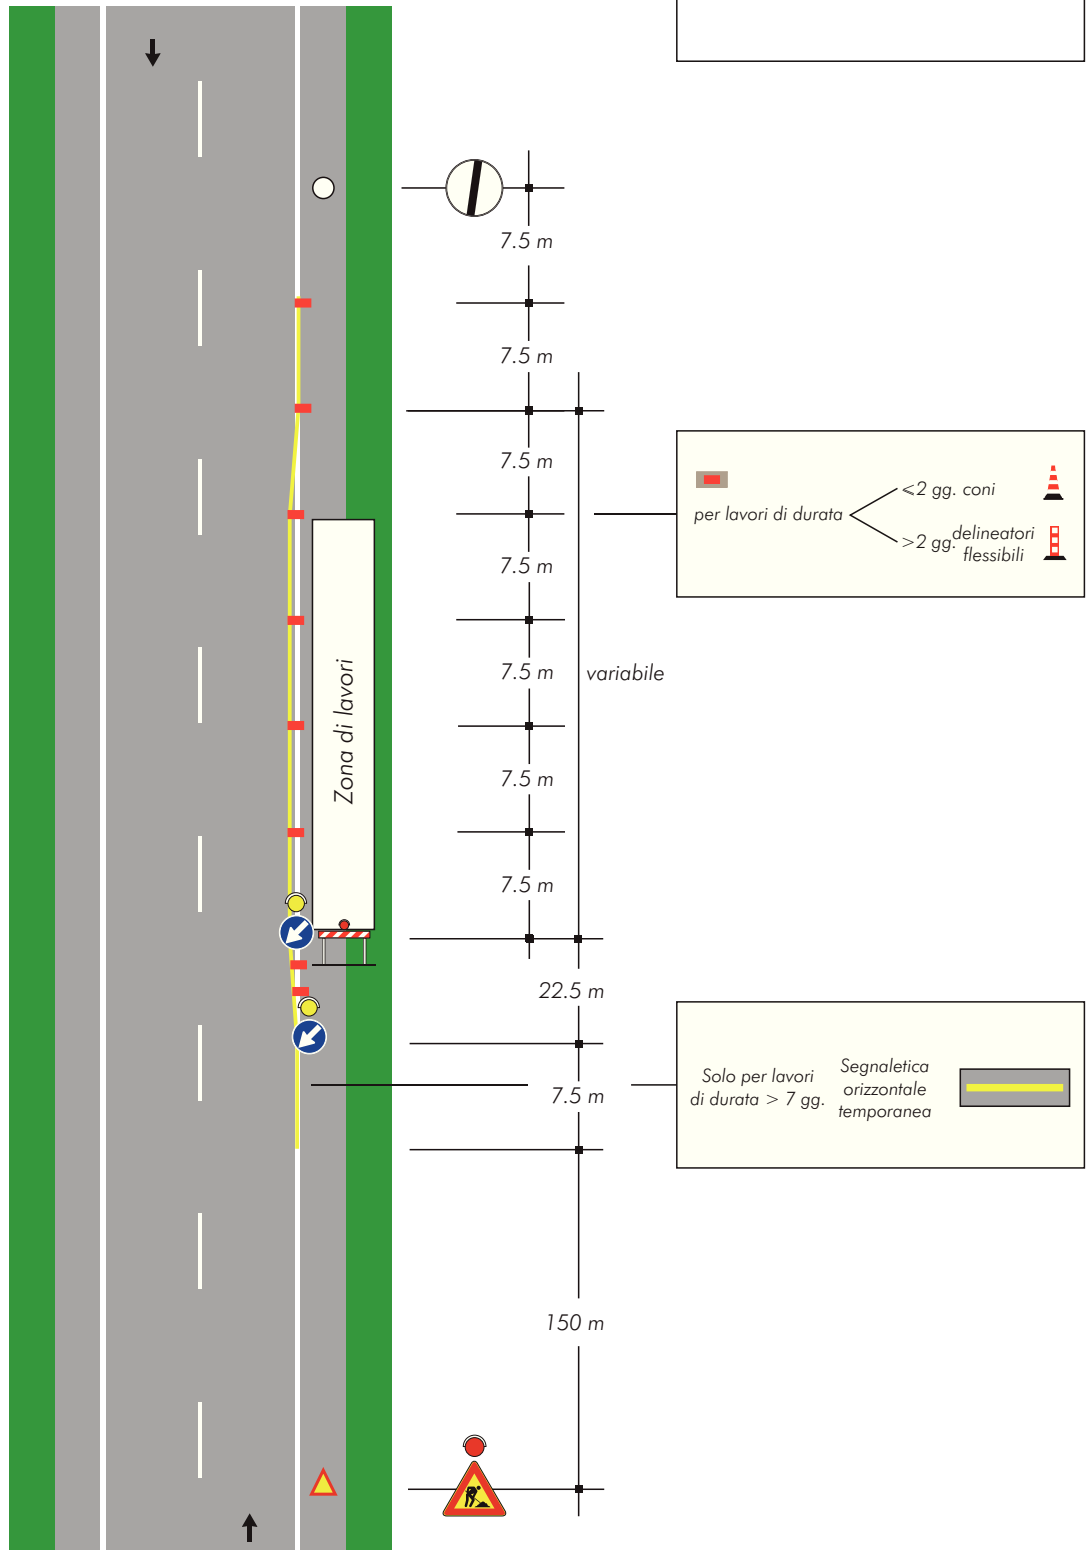 7.5 m
7.5 m
7.5 m
<2 gg. coni
per lavori di durata
>2 gg. delineatori
flessibili
7.5 m
Zona di lavori
7.5 m
variabile
7.5 m
7.5 m
22.5 m
7.5 m
Solo per lavori
di durata > 7 gg.
Segnaletica
orizzontale
temporanea
150 m